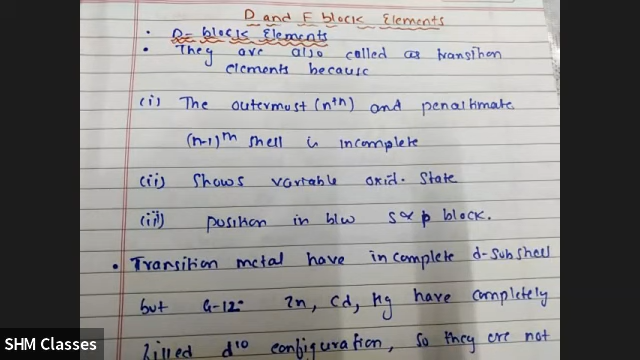 D and F block Elements
• D- block Elements
• They are also called as transition
elements because
(i) The outermost (nth) and penaltimate
(n-1)th shell is incomplete
(ii) Shows variable oxid. State
(iii) position in b/w s & p block.
• Transition metal have incomplete d-subshell
but G-12: Zn, Cd, Hg have completely
filled d10 configuration, so they are not
SHM Classes